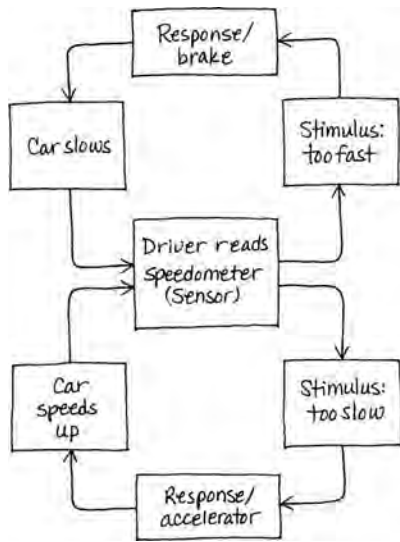 Response/
brake
Car slows
Stimulus:
too fast
Driver reads
speedometer
(Sensor)
Car
speeds
up
Stimulus:
too slow
Response/
accelerator